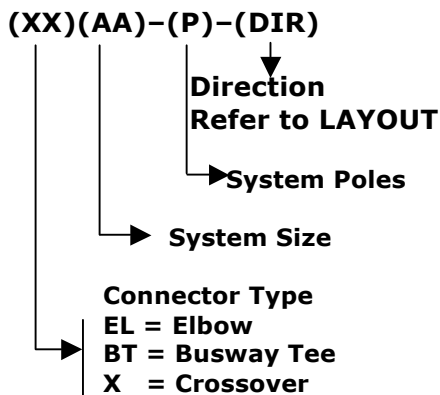 (XX)(AA)–(P)–(DIR)
Direction
Refer to LAYOUT
System Poles
System Size
Connector Type
EL = Elbow
BT = Busway Tee
X = Crossover